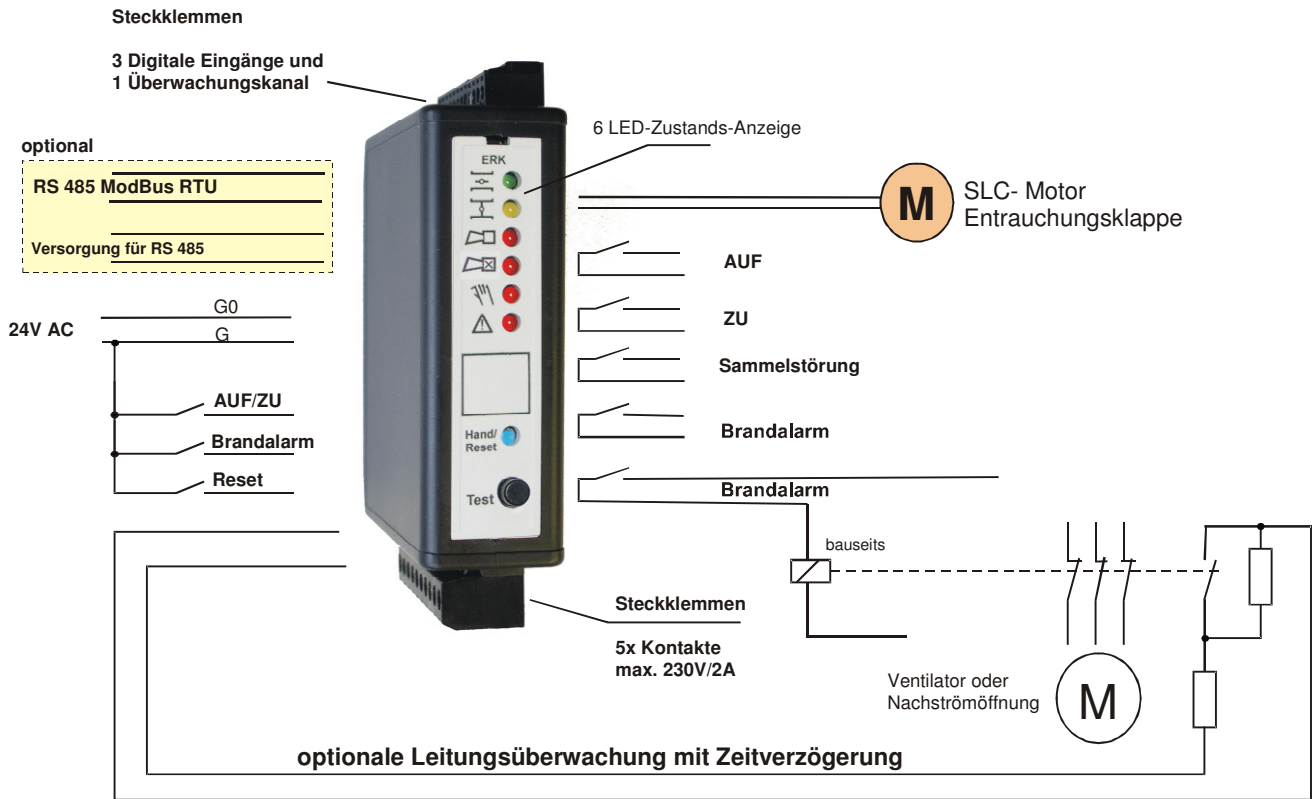 Steckklemmen
3 Digitale Eingänge und
1 Überwachungskanal
6 LED-Zustands-Anzeige
optional
RS 485 ModBus RTU
Versorgung für RS 485
24V AC
G0
G
AUF/ZU
Brandalarm
Reset
ERK
Hand/
Reset
Test
M
SLC- Motor
Entrauchungsklappe
AUF
ZU
Sammelstörung
Brandalarm
Brandalarm
bauseits
Steckklemmen
5x Kontakte
max. 230V/2A
Ventilator oder
Nachströmöffnung
M
optionale Leitungsüberwachung mit Zeitverzögerung